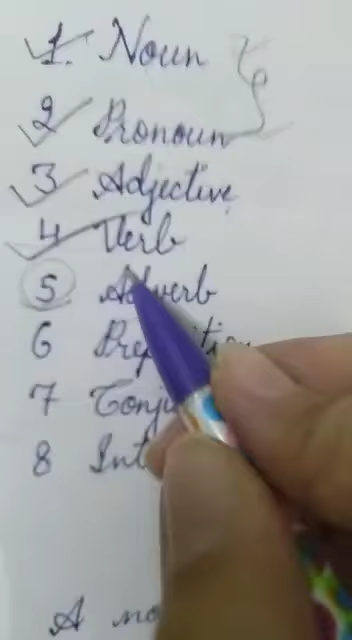 1. Noun
2 Pronoun
3 Adjective
4 Verb
5 Adverb
6
7
8
A